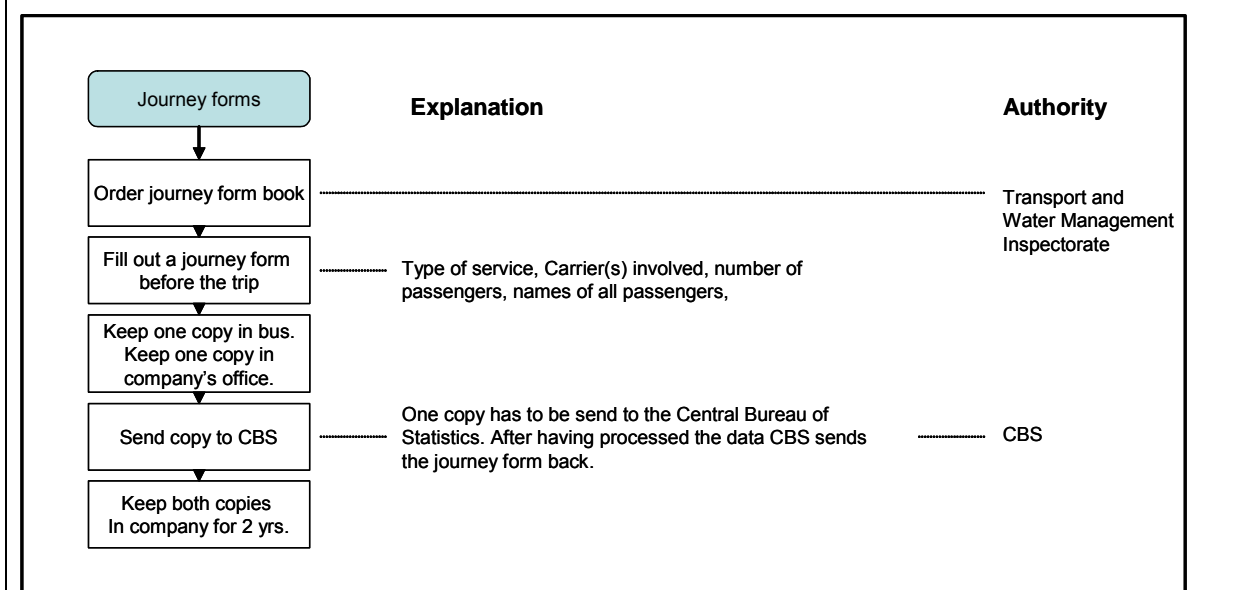 Journey forms
Explanation
Authority
Order journey form book
Transport and
Water Management
Inspectorate
Fill out a journey form
before the trip
Type of service, Carrier(s) involved, number of
passengers, names of all passengers,
Keep one copy in bus.
Keep one copy in
company's office.
Send copy to CBS
One copy has to be send to the Central Bureau of
Statistics. After having processed the data CBS sends
the journey form back.
CBS
Keep both copies
In company for 2 yrs.